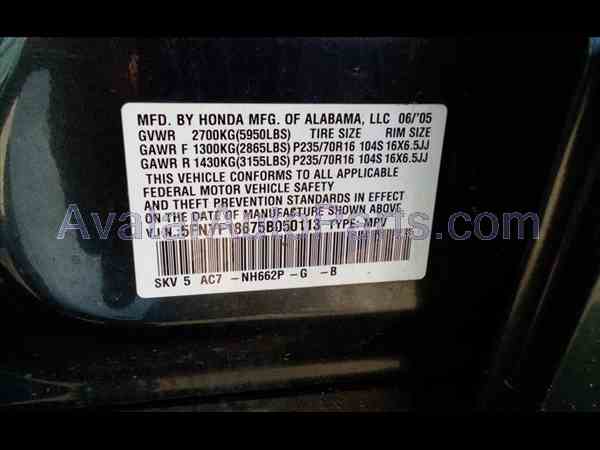 MFD. BY HONDA MFG. OF ALABAMA, LLC 06/'05
GVWR 2700KG(5950LBS) TIRE SIZE RIM SIZE
GAWR F 1300KG(2865LBS) P235/70R16 104S 16X6.5JJ
GAWR R 1430KG(3155LBS) P235/70R16 104S 16X6.5JJ
THIS VEHICLE CONFORMS TO ALL APPLICABLE
FEDERAL MOTOR VEHICLE SAFETY
AND THEFT PREVENTION STANDARDS IN EFFECT
ON THE DATE OF MANUFACTURE SHOWN ABOVE.
V.I.N.:5FNYF18675B050113 TYPE: MPV
SKV 5 AC7 -NH662P -G -B